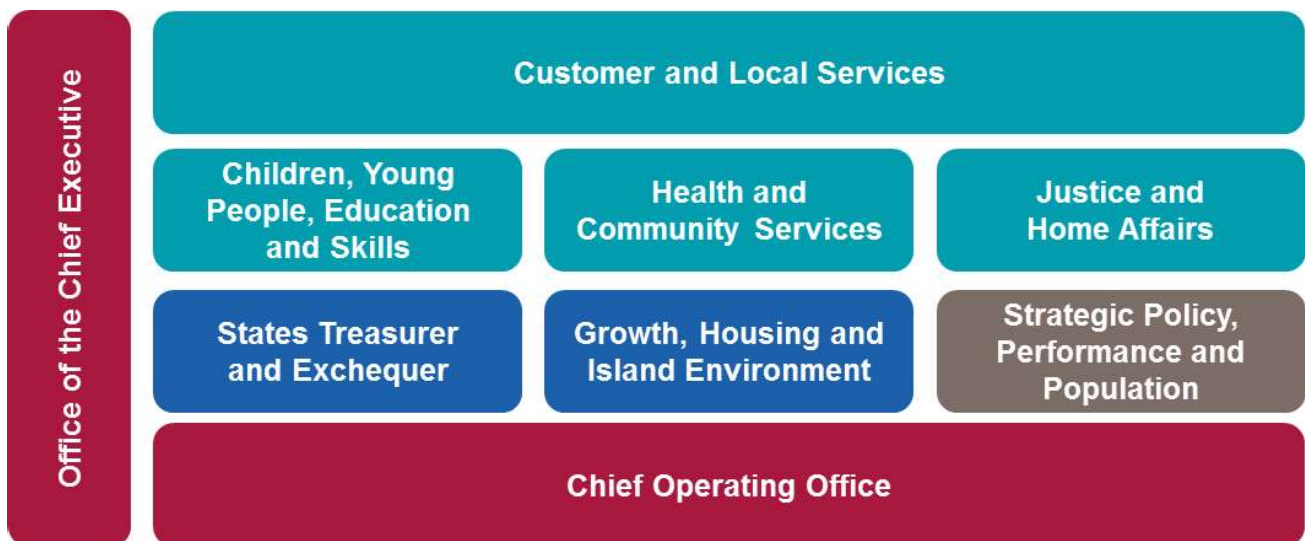 Office of the Chief Executive
Customer and Local Services
Children, Young
People, Education
and Skills
Health and
Community Services
Justice and
Home Affairs
States Treasurer
and Exchequer
Growth, Housing and
Island Environment
Strategic Policy,
Performance and
Population
Chief Operating Office